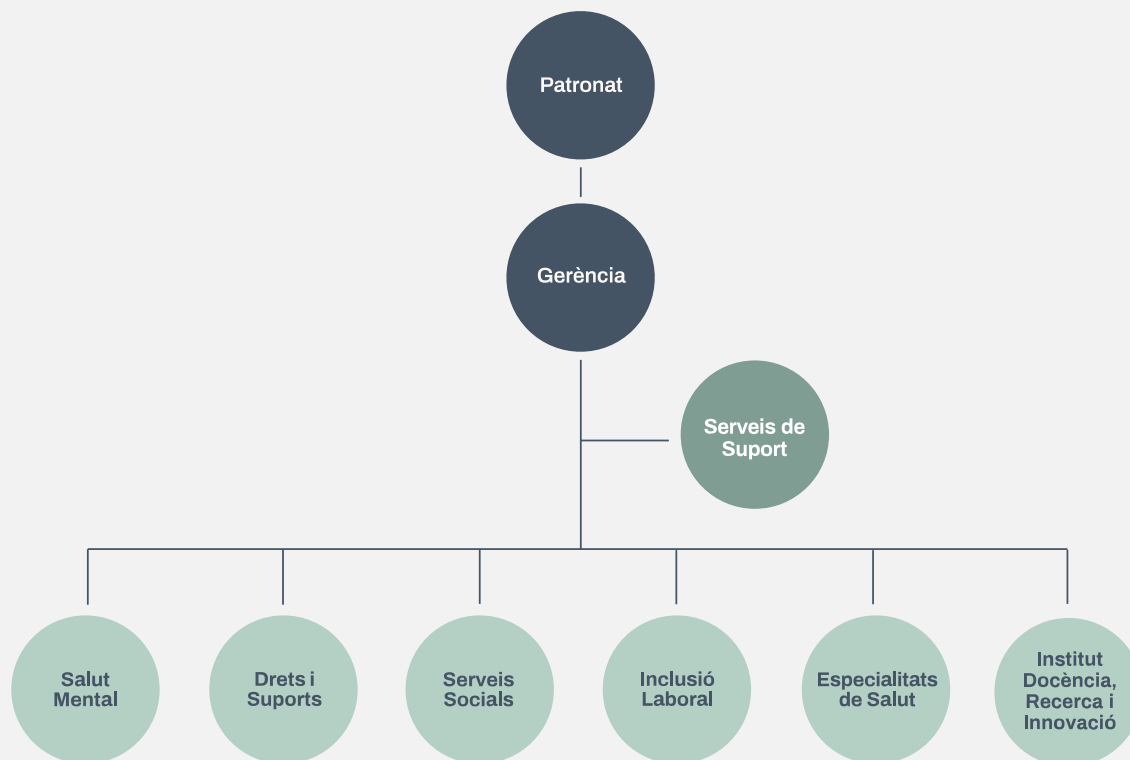 Patronat
Gerència
Serveis de
Suport
Salut
Mental
Drets i
Suports
Serveis
Socials
Inclusió
Laboral
Especialitats
de Salut
Institut
Docència,
Recerca i
Innovació